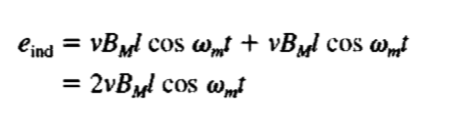 e_ind = vB_M l cos ω_m t + vB_M l cos ω_m t
= 2vB_M l cos ω_m t